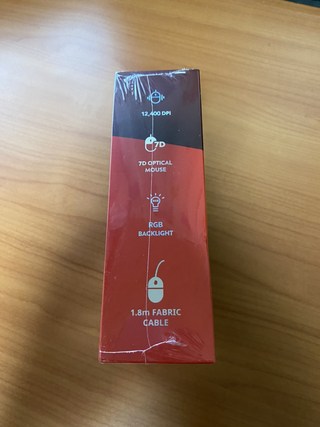 12,400 DPI
7D
7D OPTICAL
MOUSE
RGB
BACKLIGHT
1.8m FABRIC
CABLE